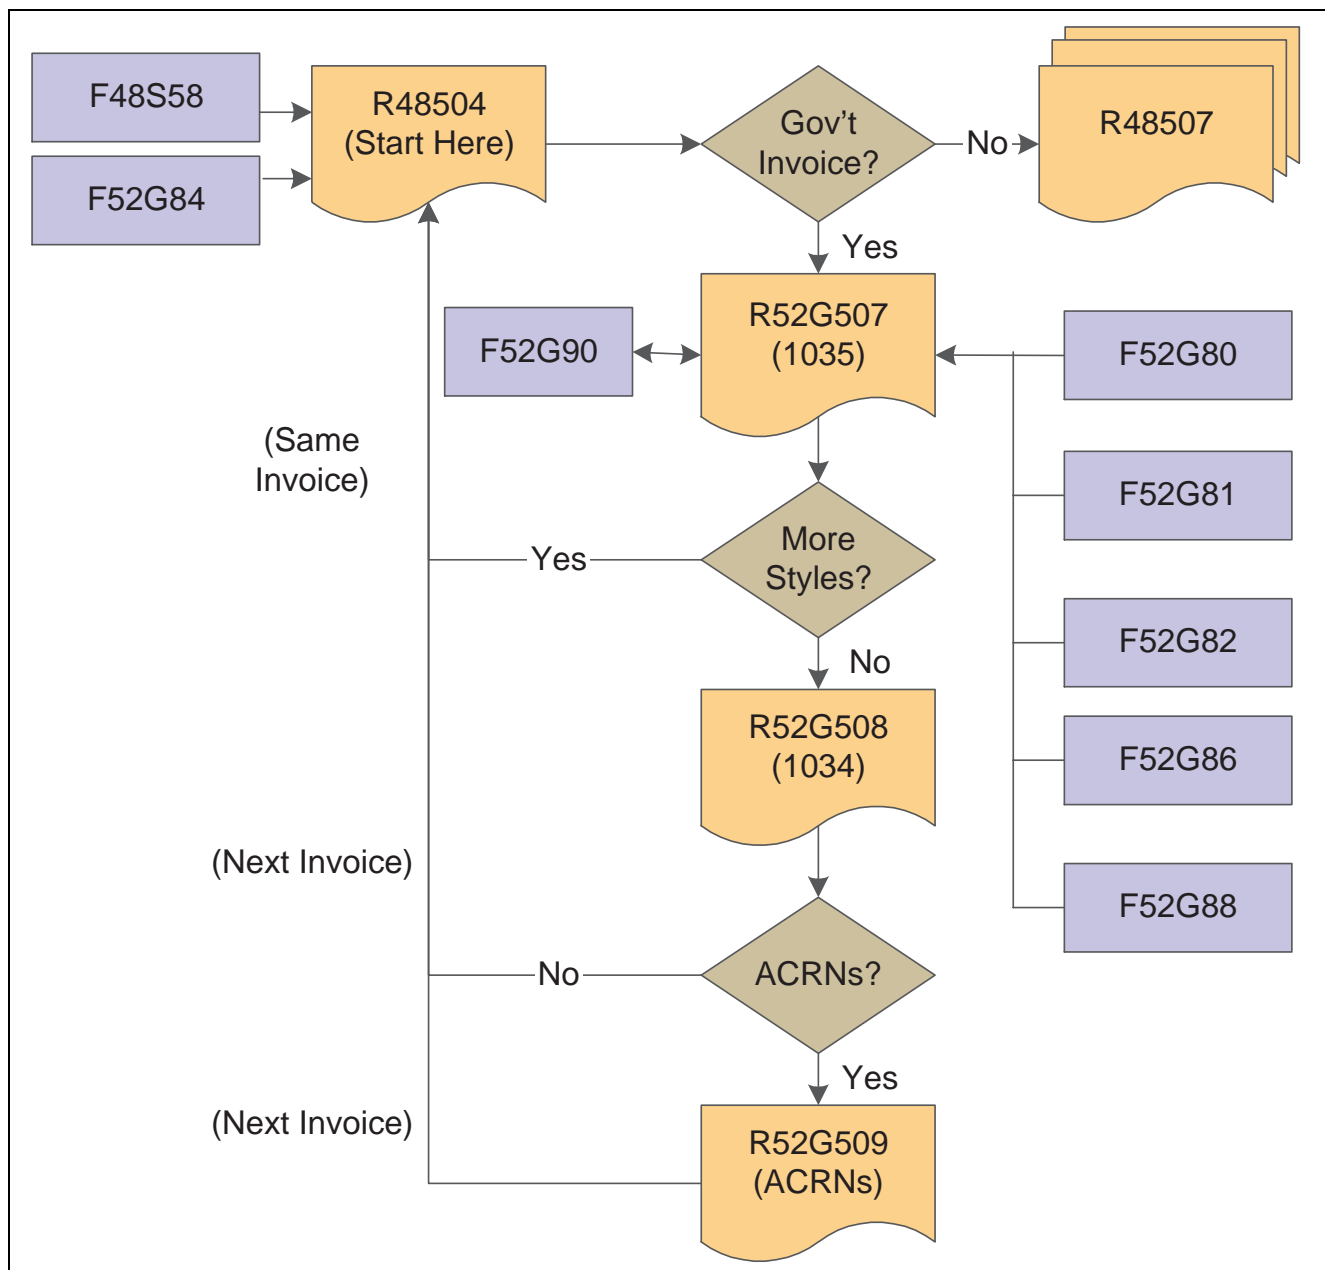 F48S58
R48504
(Start Here)
Gov’t
Invoice?
No
R48507
F52G84
Yes
R52G507
(1035)
F52G90
F52G80
(Same
Invoice)
F52G81
More
Styles?
Yes
No
F52G82
R52G508
(1034)
F52G86
(Next Invoice)
F52G88
ACRNs?
No
Yes
(Next Invoice)
R52G509
(ACRNs)